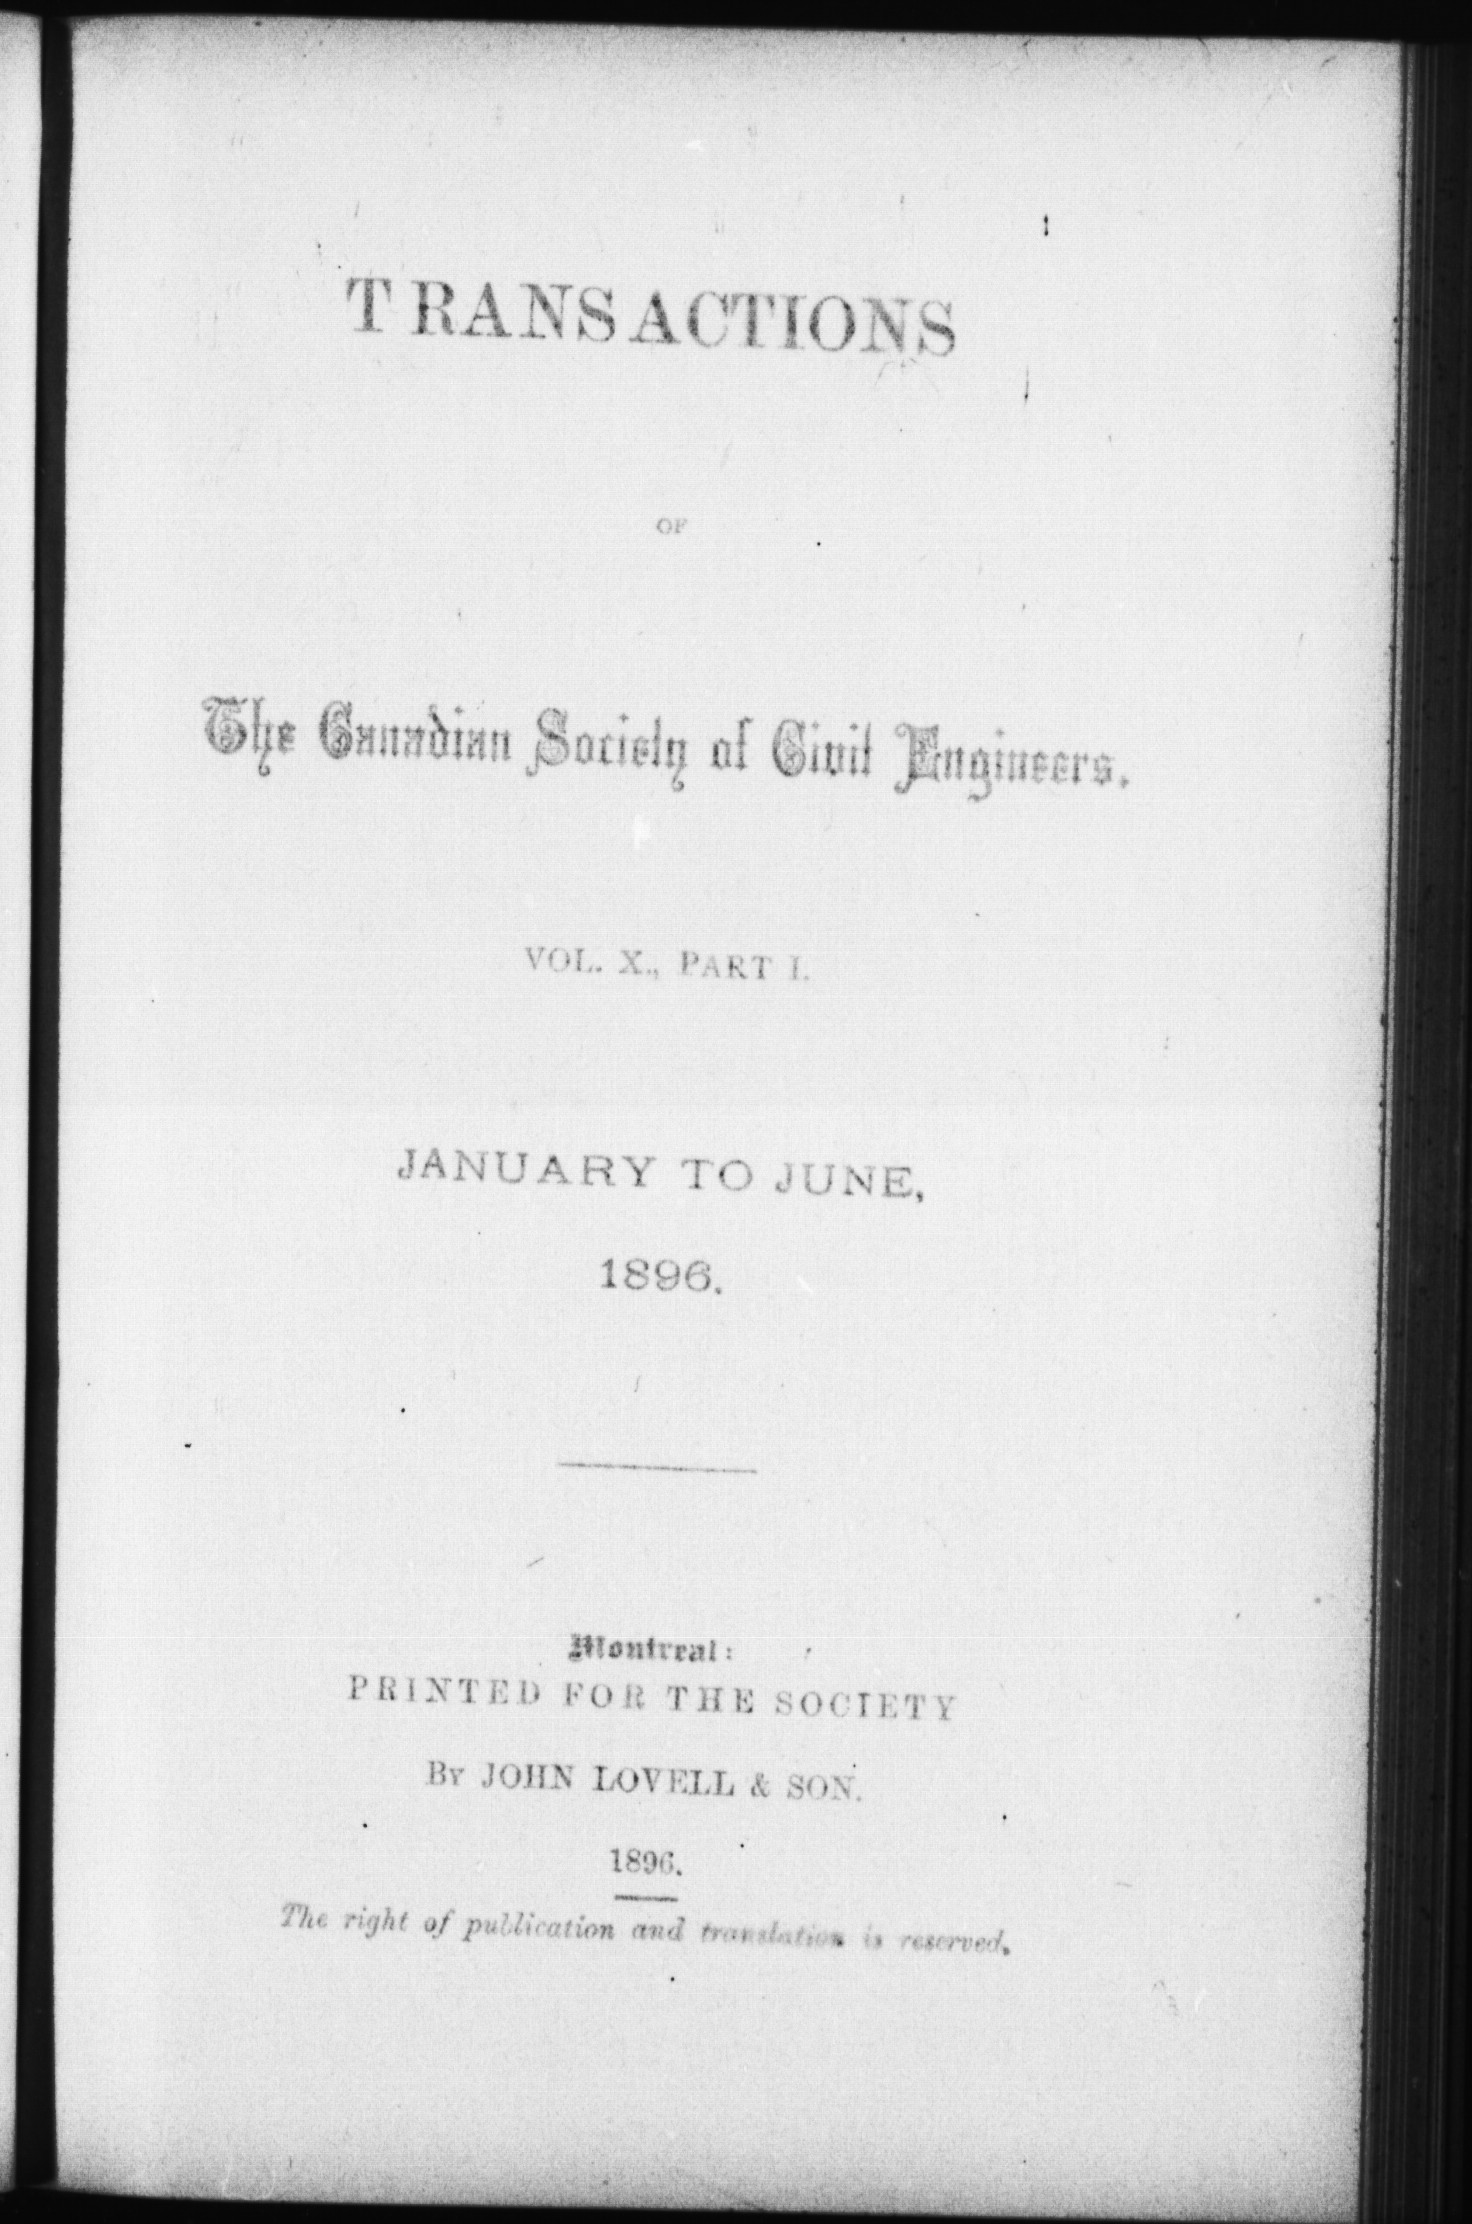 TRANSACTIONS
OF
The Canadian Society of Civil Engineers.
VOL. X., PART I.
JANUARY TO JUNE,
1896.
Montreal:
PRINTED FOR THE SOCIETY
BY JOHN LOVELL & SON.
1896.
The right of publication and translation is reserved.